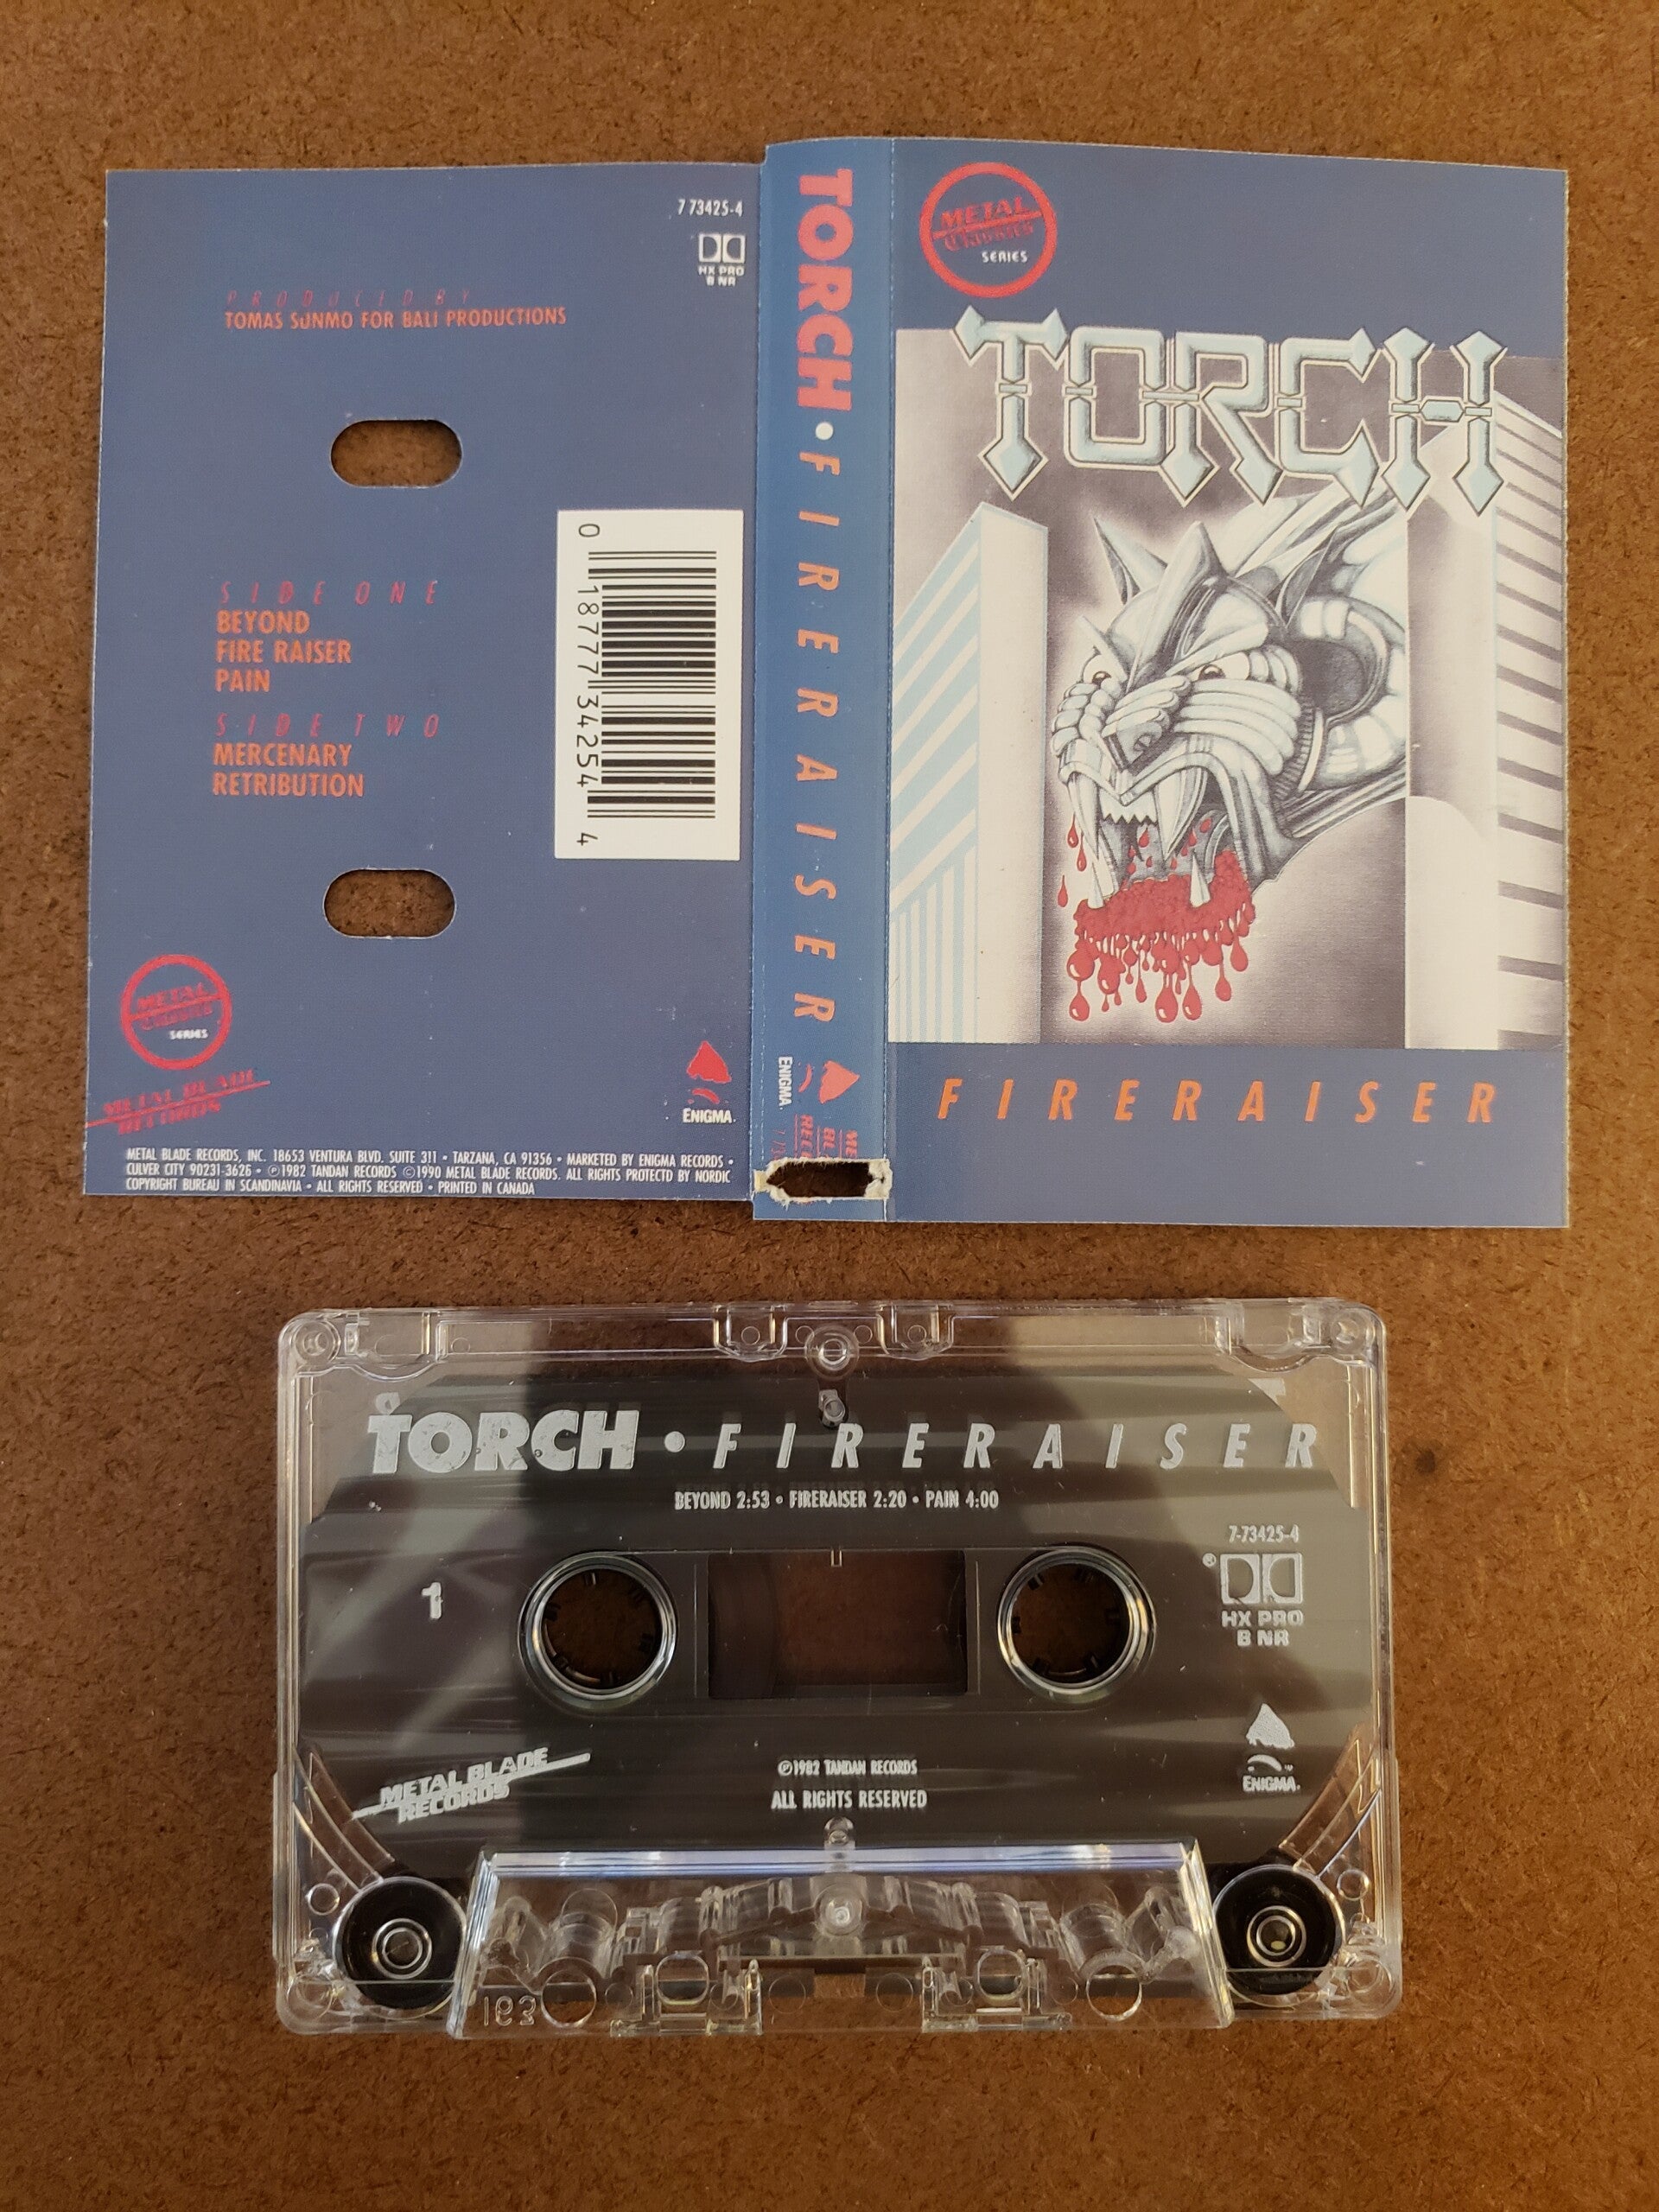 7 73425-4
HX PRO
B NR
PRODUCED BY
TOMAS SUNMO FOR BALI PRODUCTIONS
SIDE ONE
BEYOND
FIRE RAISER
PAIN
SIDE TWO
MERCENARY
RETRIBUTION
0 18777 34254 4
METAL
CLASSICS
SERIES
METAL BLADE
RECORDS
ENIGMA.
METAL BLADE RECORDS, INC. 18653 VENTURA BLVD. SUITE 311 • TARZANA, CA 91356 • MARKETED BY ENIGMA RECORDS •
CULVER CITY 90231-3626 • ℗1982 TANDAN RECORDS ©1990 METAL BLADE RECORDS. ALL RIGHTS PROTECTD BY NORDIC
COPYRIGHT BUREAU IN SCANDINAVIA • ALL RIGHTS RESERVED • PRINTED IN CANADA
TORCH • FIRERAISER
ENIGMA.
METAL
CLASSICS
SERIES
TORCH
FIRERAISER
TORCH • FIRERAISER
BEYOND 2:53 • FIRERAISER 2:20 • PAIN 4:00
7-73425-4
HX PRO
B NR
1
METAL BLADE
RECORDS
℗1982 TANDAN RECORDS
ALL RIGHTS RESERVED
ENIGMA.